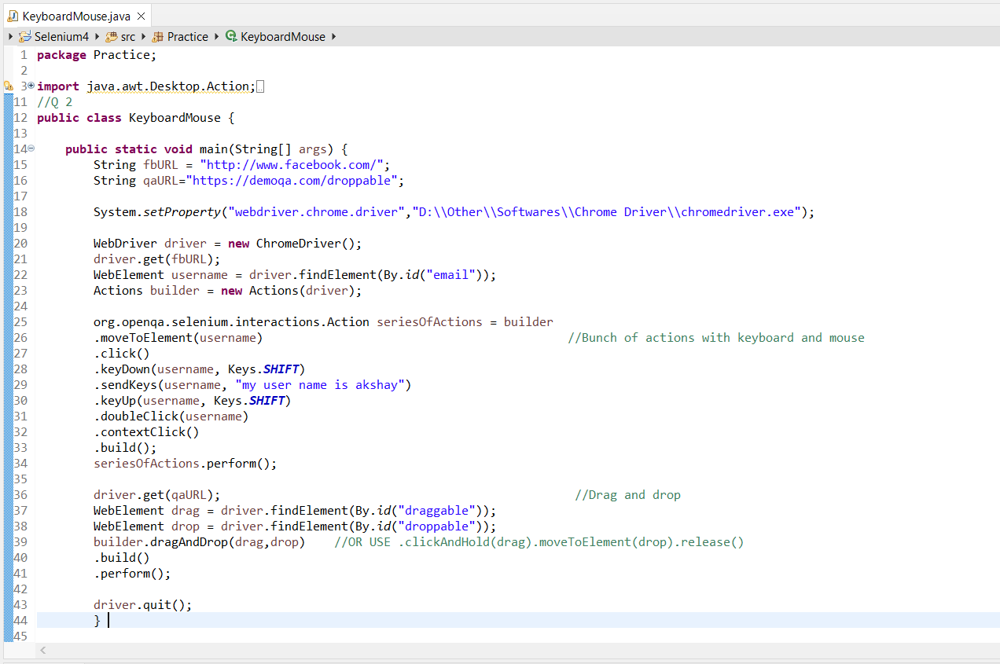 KeyboardMouse.java
Selenium4 src Practice KeyboardMouse
1 package Practice;
2
3 import java.awt.Desktop.Action;
11 //Q 2
12 public class KeyboardMouse {
13
14 public static void main(String[] args) {
15 String fbURL = "http://www.facebook.com/";
16 String qaURL="https://demoqa.com/droppable";
17
18 System.setProperty("webdriver.chrome.driver","D:\\Other\\Softwares\\Chrome Driver\\chromedriver.exe");
19
20 WebDriver driver = new ChromeDriver();
21 driver.get(fbURL);
22 WebElement username = driver.findElement(By.id("email"));
23 Actions builder = new Actions(driver);
24
25 org.openqa.selenium.interactions.Action seriesOfActions = builder
26 .moveToElement(username) //Bunch of actions with keyboard and mouse
27 .click()
28 .keyDown(username, Keys.SHIFT)
29 .sendKeys(username, "my user name is akshay")
30 .keyUp(username, Keys.SHIFT)
31 .doubleClick(username)
32 .contextClick()
33 .build();
34 seriesOfActions.perform();
35
36 driver.get(qaURL); //Drag and drop
37 WebElement drag = driver.findElement(By.id("draggable"));
38 WebElement drop = driver.findElement(By.id("droppable"));
39 builder.dragAndDrop(drag,drop) //OR USE .clickAndHold(drag).moveToElement(drop).release()
40 .build()
41 .perform();
42
43 driver.quit();
44 }
45